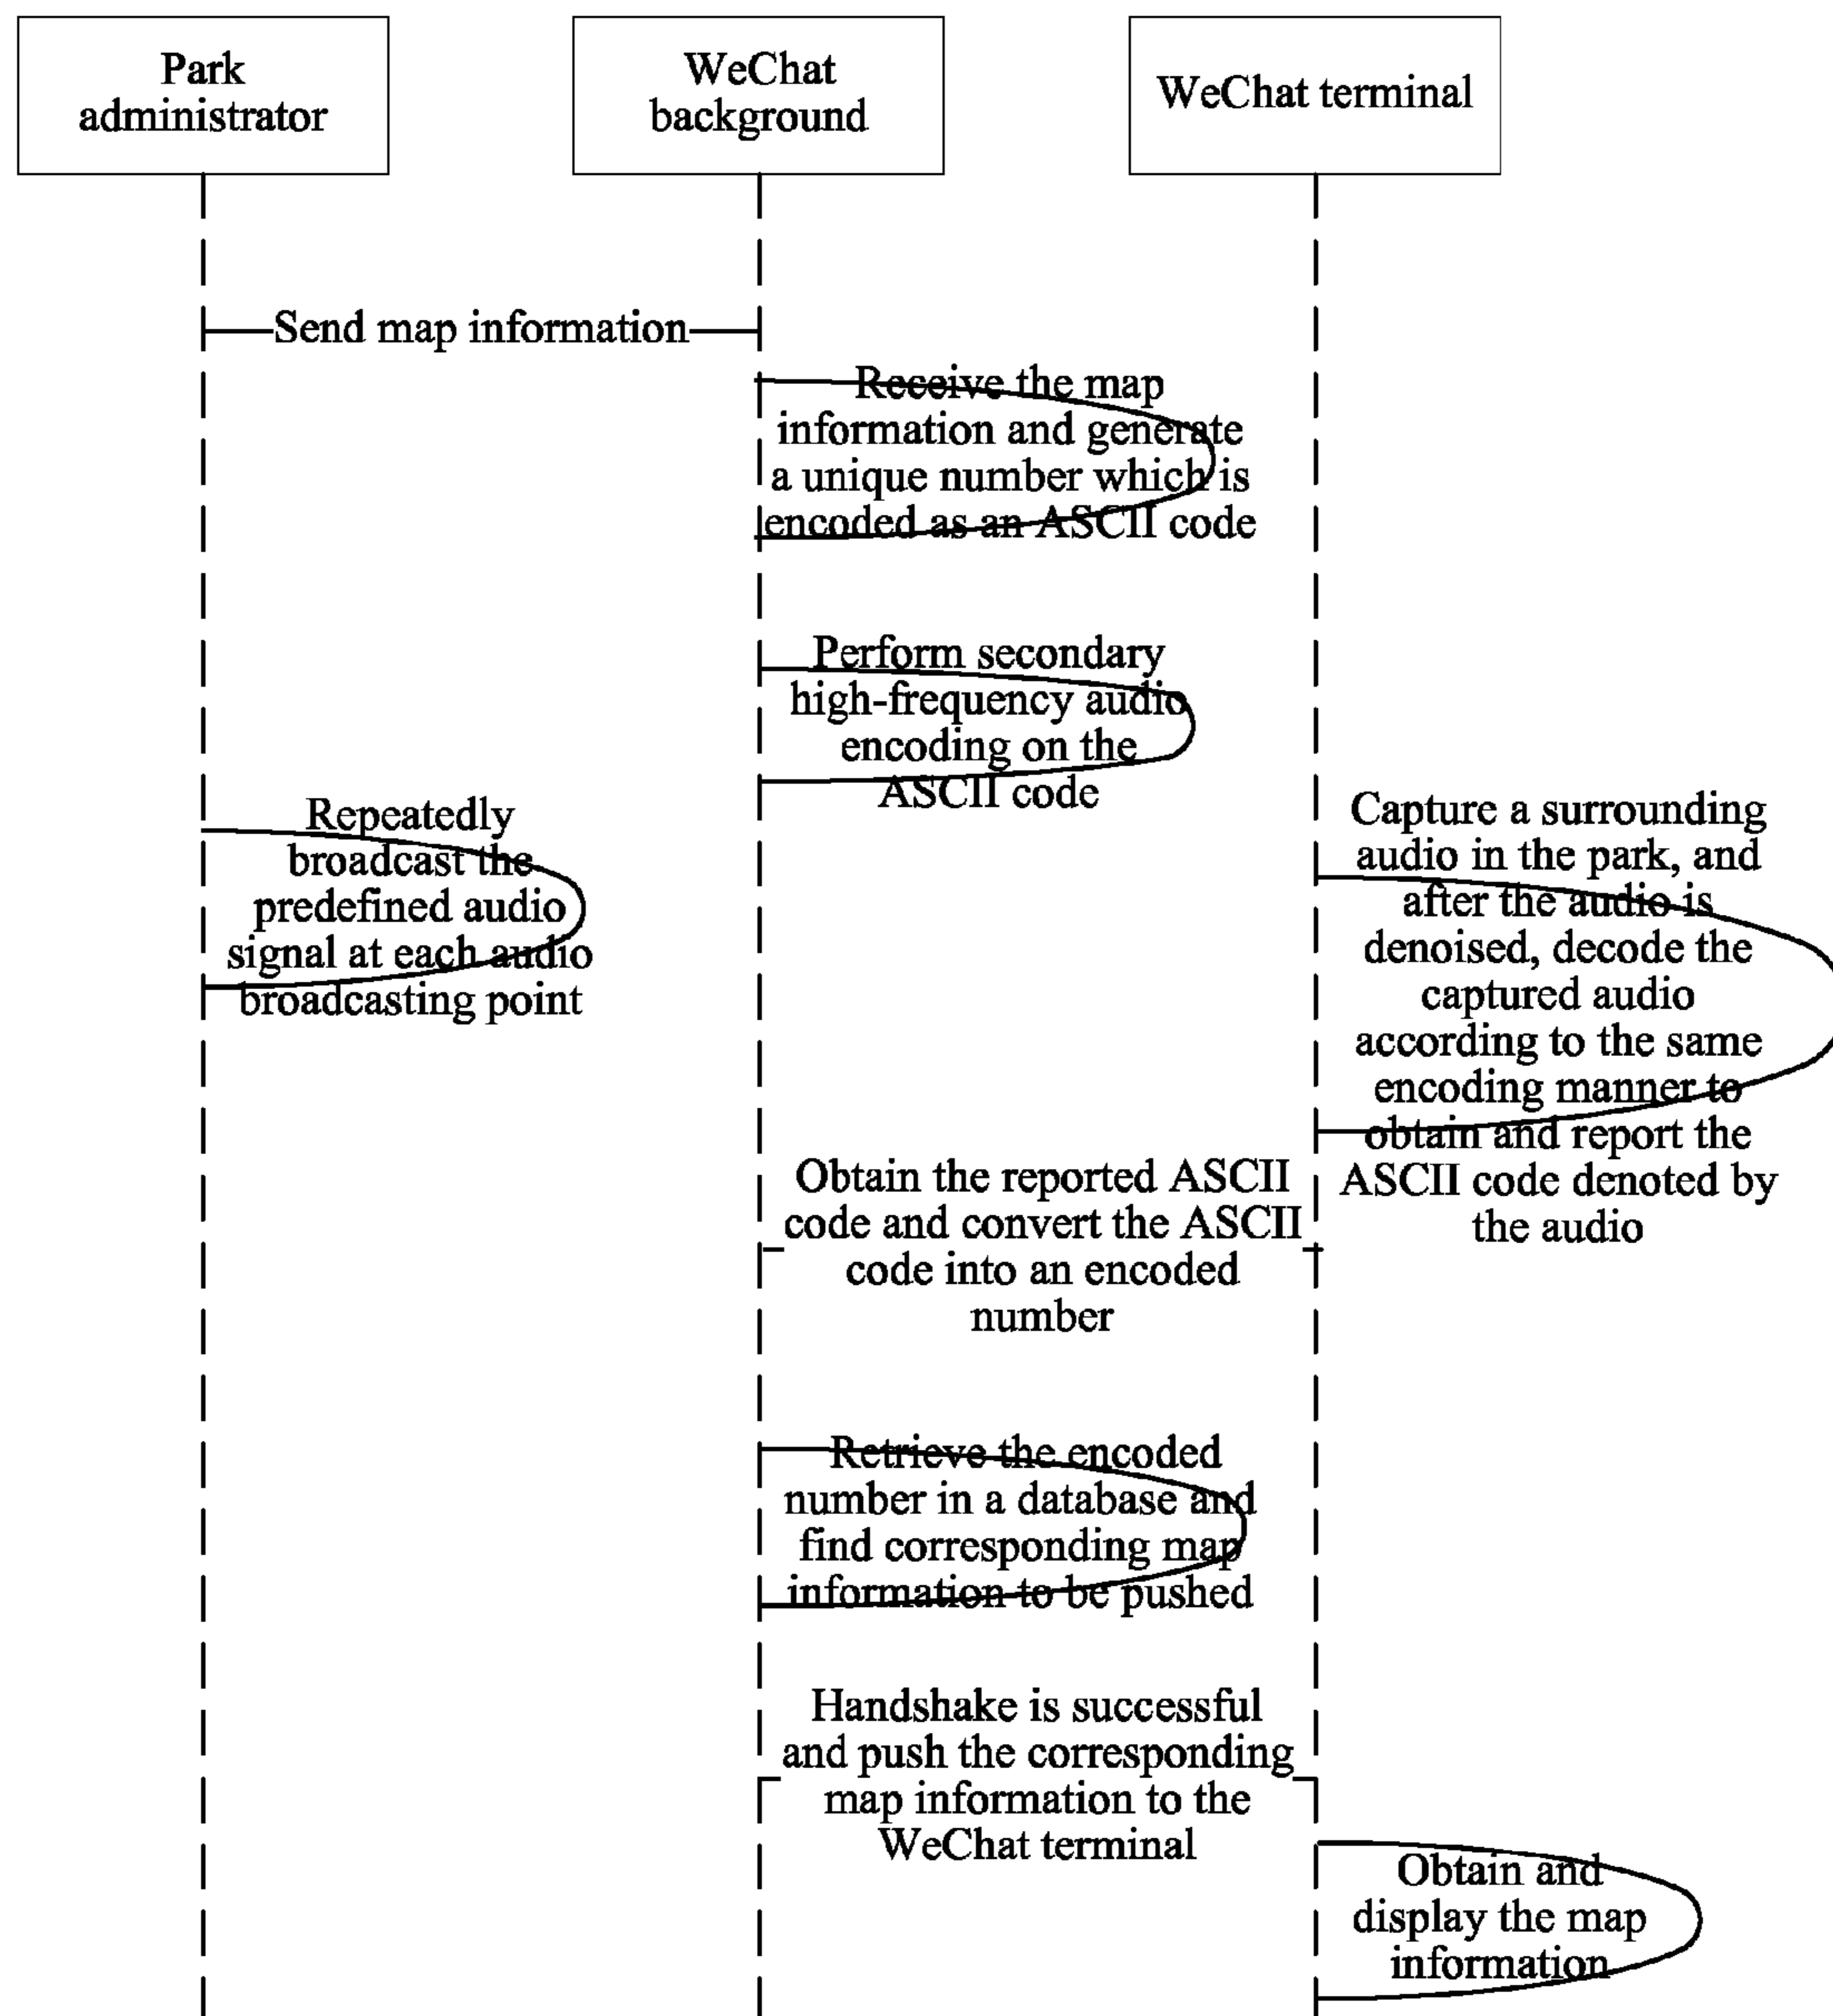 Park
administrator
WeChat
background
WeChat terminal
Send map information
Receive the map
information and generate
a unique number which is
encoded as an ASCII code
Perform secondary
high-frequency audio
encoding on the
ASCII code
Repeatedly
broadcast the
predefined audio
signal at each audio
broadcasting point
Capture a surrounding
audio in the park, and
after the audio is
denoised, decode the
captured audio
according to the same
encoding manner to
obtain and report the
ASCII code denoted by
the audio
Obtain the reported ASCII
code and convert the ASCII
code into an encoded
number
Retrieve the encoded
number in a database and
find corresponding map
information to be pushed
Handshake is successful
and push the corresponding
map information to the
WeChat terminal
Obtain and
display the map
information